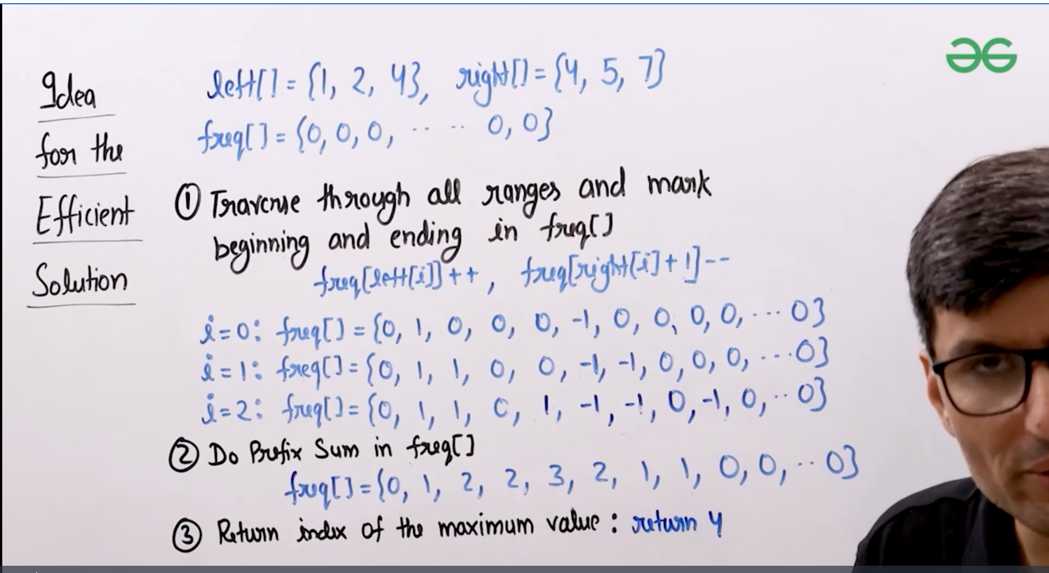 Idea
for the
Efficient
Solution
left[] = {1, 2, 4}, right[] = {4, 5, 7}
freq[] = {0, 0, 0, ..... 0, 0}
① Traverse through all ranges and mark
beginning and ending in freq[]
freq[left[i]]++, freq[right[i]+1]--
i=0: freq[] = {0, 1, 0, 0, 0, -1, 0, 0, 0, 0, ... 0}
i=1: freq[] = {0, 1, 1, 0, 0, -1, -1, 0, 0, 0, ... 0}
i=2: freq[] = {0, 1, 1, 0, 1, -1, -1, 0, -1, 0, .. 0}
② Do Prefix Sum in freq[]
freq[] = {0, 1, 2, 2, 3, 2, 1, 1, 0, 0, .. 0}
③ Return index of the maximum value : return 4